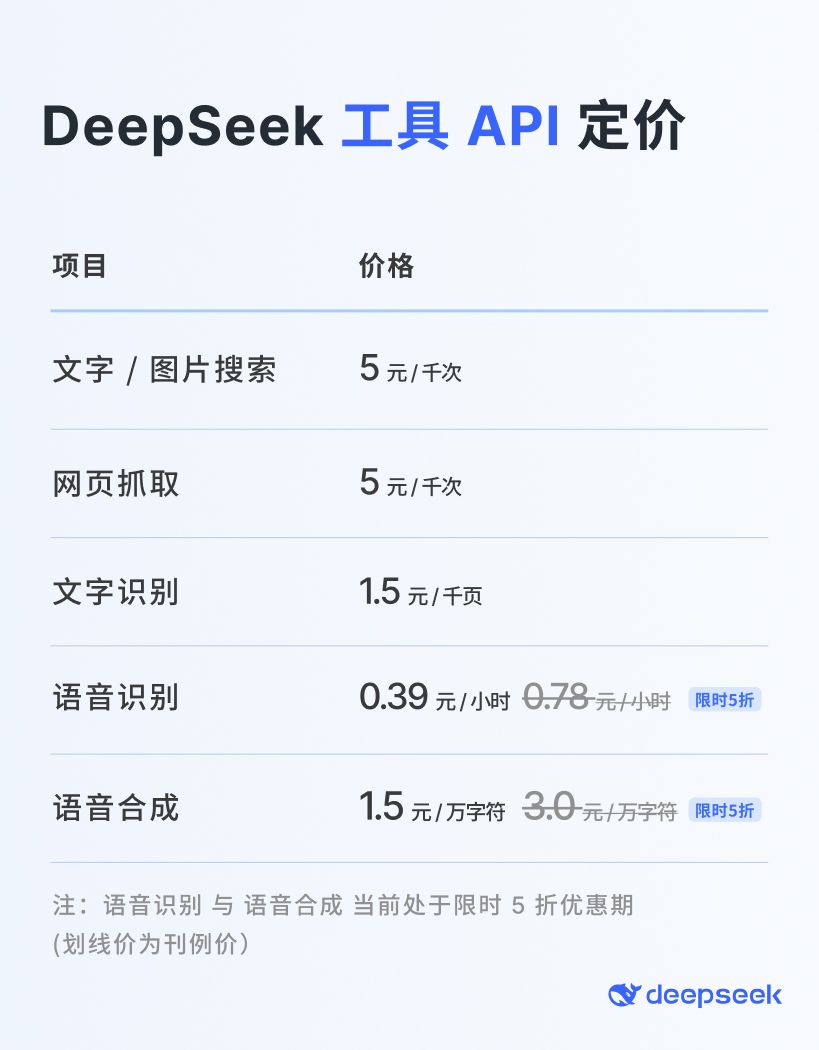 DeepSeek 工具 API 定价
项目 价格
文字 / 图片搜索 5 元 / 千次
网页抓取 5 元 / 千次
文字识别 1.5 元 / 千页
语音识别 0.39 元 / 小时 0.78 元 / 小时 限时5折
语音合成 1.5 元 / 万字符 3.0 元 / 万字符 限时5折
注：语音识别 与 语音合成 当前处于限时 5 折优惠期
(划线价为刊例价）
deepseek